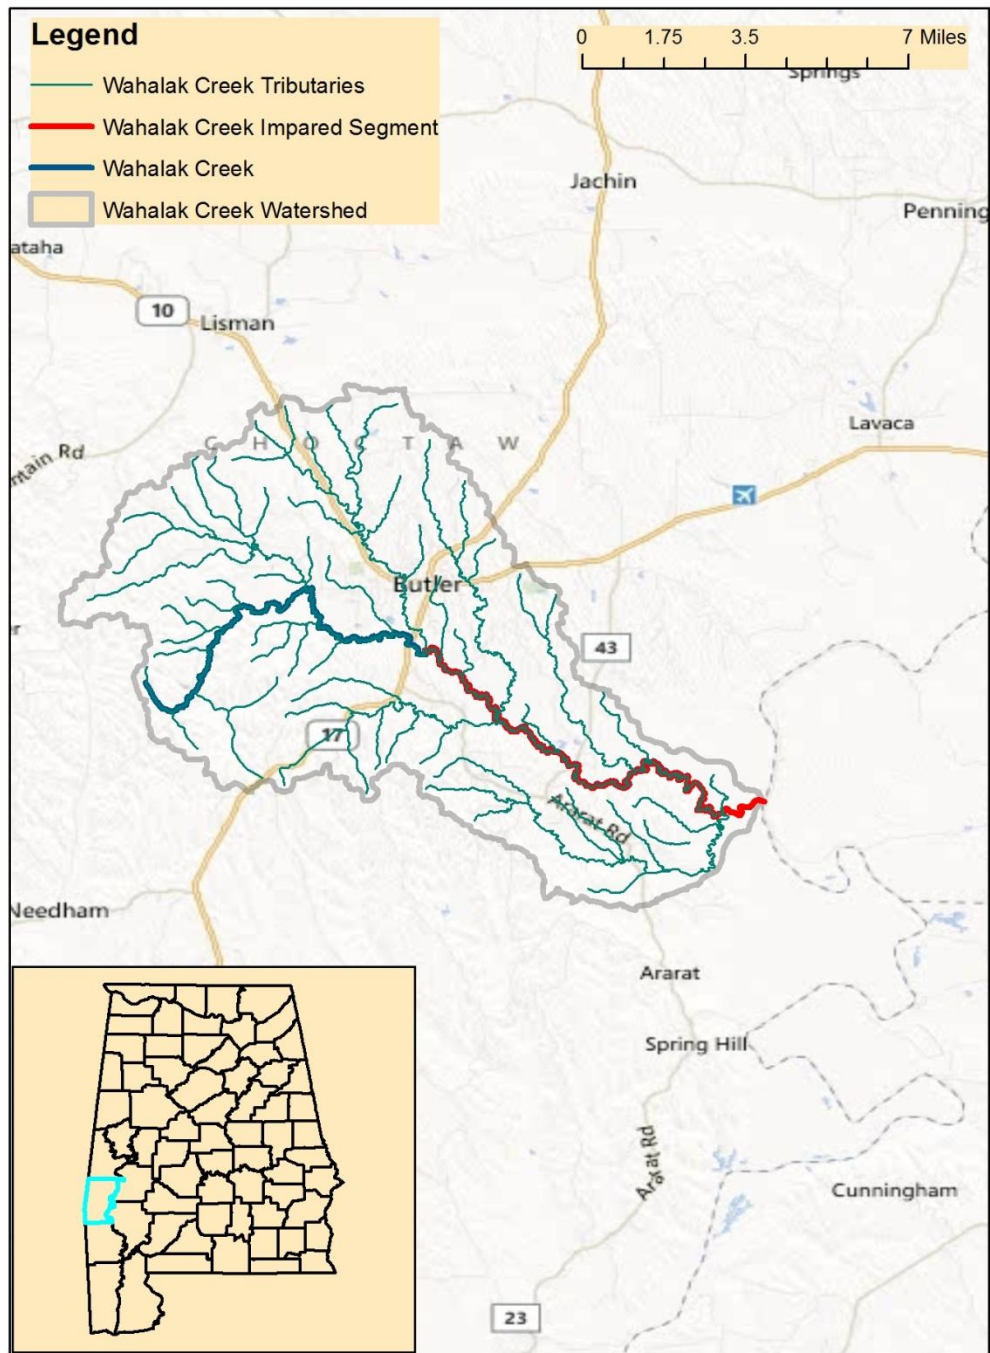 Legend
Wahalak Creek Tributaries
Wahalak Creek Impared Segment
Wahalak Creek
Wahalak Creek Watershed
0 1.75 3.5 7 Miles
Springs
Jachin
Penning
ataha
10
Lisman
Lavaca
ntain Rd
C H O C T A W
Butler
er
43
17
Ararat Rd
Needham
Ararat
Spring Hill
Ararat Rd
Cunningham
23